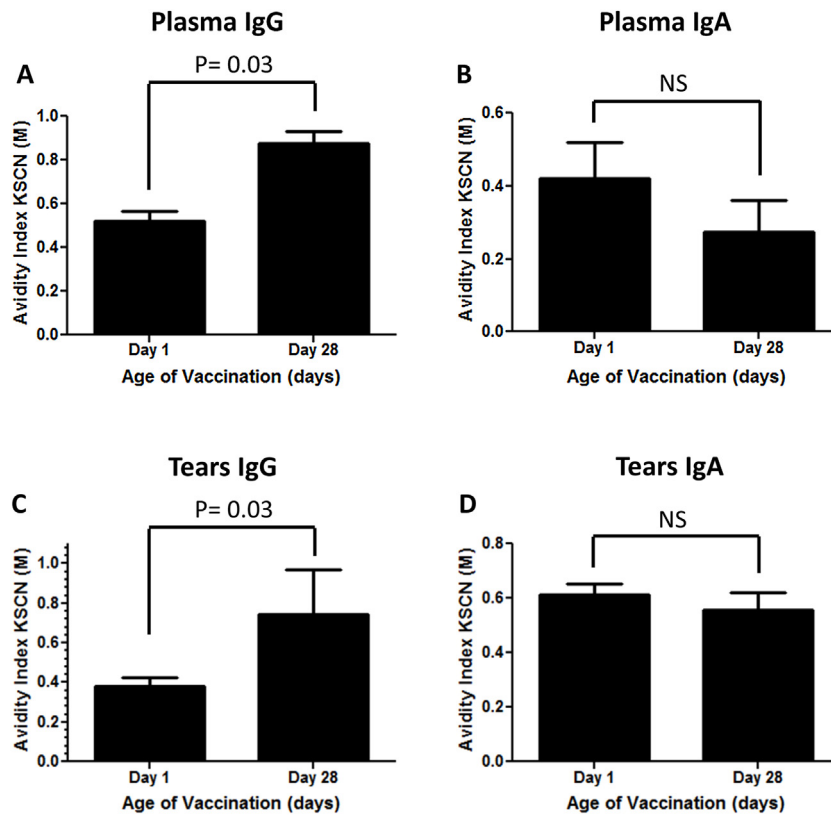 Plasma IgG
A
P= 0.03
Avidity Index KSCN (M)
1.0
0.8
0.6
0.4
0.2
0.0
Day 1 Day 28
Age of Vaccination (days)
Plasma IgA
B
NS
Avidity Index KSCN (M)
0.6
0.4
0.2
0.0
Day 1 Day 28
Age of Vaccination (days)
Tears IgG
C
P= 0.03
Avidity Index KSCN (M)
1.0
0.8
0.6
0.4
0.2
0.0
Day 1 Day 28
Age of Vaccination (days)
Tears IgA
D
NS
Avidity Index KSCN (M)
0.8
0.6
0.4
0.2
0.0
Day 1 Day 28
Age of Vaccination (days)